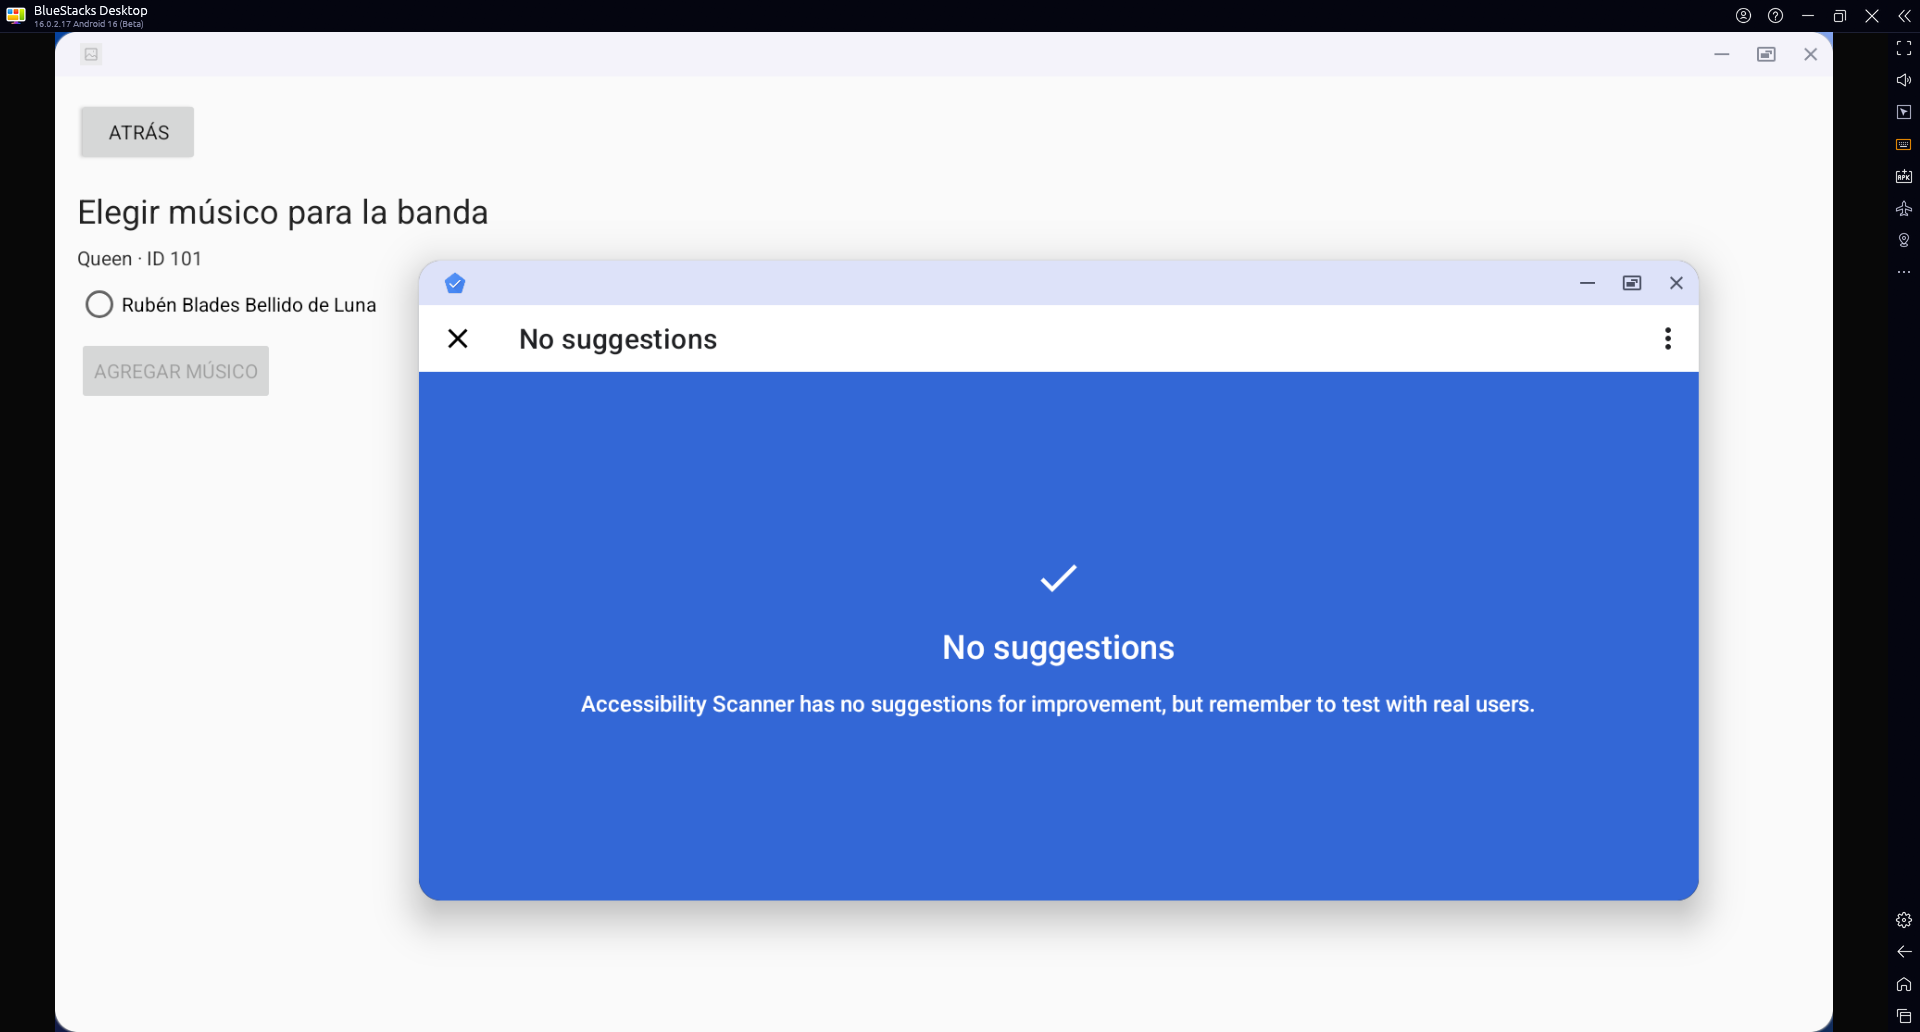 BlueStacks Desktop
16.0.2.17 Android 16 (Beta)
ATRÁS
Elegir músico para la banda
Queen · ID 101
Rubén Blades Bellido de Luna
AGREGAR MÚSICO
No suggestions
No suggestions
Accessibility Scanner has no suggestions for improvement, but remember to test with real users.
APK